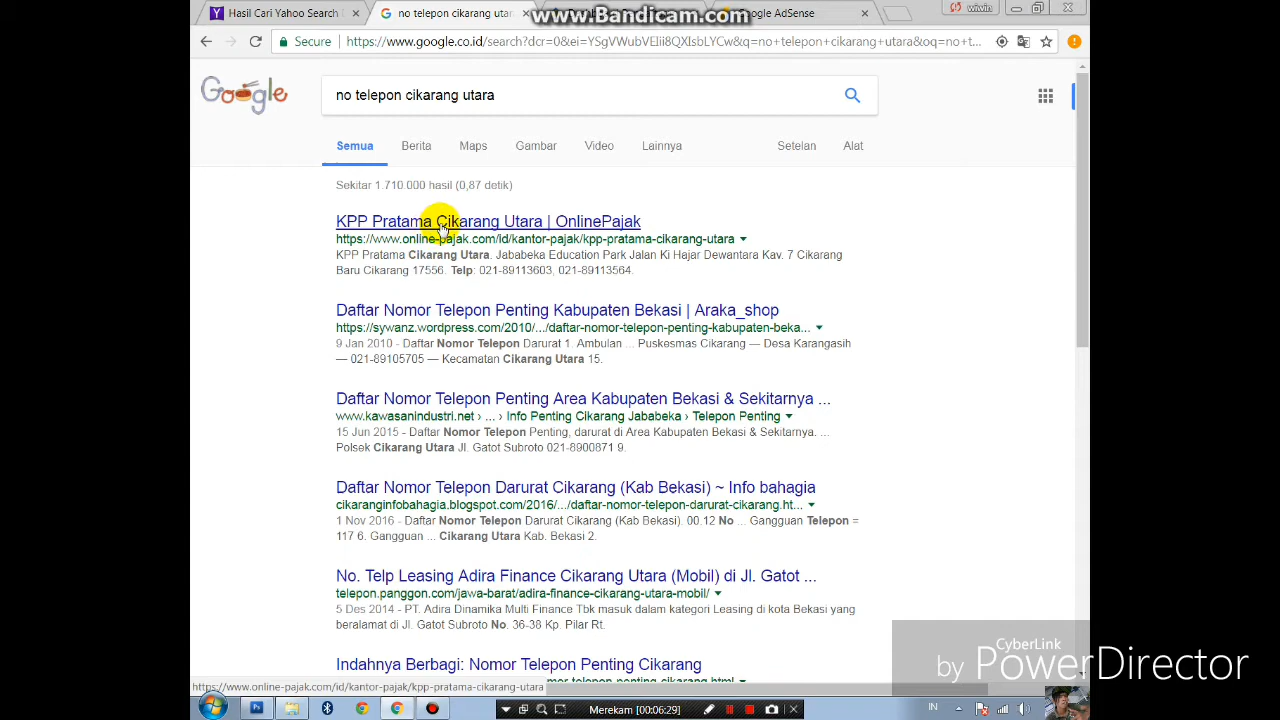 Hasil Cari Yahoo Search
no telepon cikarang utara
www.Bandicam.com
Google AdSense
wiwin
Secure
https://www.google.co.id/search?dcr=0&ei=YSgVWubVEIii8QXIsbLYCw&q=no+telepon+cikarang+utara&oq=no+t...
Google
no telepon cikarang utara
Semua Berita Maps Gambar Video Lainnya Setelan Alat
Sekitar 1.710.000 hasil (0,87 detik)
KPP Pratama Cikarang Utara | OnlinePajak
https://www.online-pajak.com/id/kantor-pajak/kpp-pratama-cikarang-utara
KPP Pratama Cikarang Utara. Jababeka Education Park Jalan Ki Hajar Dewantara Kav. 7 Cikarang
Baru Cikarang 17556. Telp: 021-89113603, 021-89113564.
Daftar Nomor Telepon Penting Kabupaten Bekasi | Araka_shop
https://sywanz.wordpress.com/2010/.../daftar-nomor-telepon-penting-kabupaten-beka...
9 Jan 2010 - Daftar Nomor Telepon Darurat 1. Ambulan ... Puskesmas Cikarang — Desa Karangasih
— 021-89105705 — Kecamatan Cikarang Utara 15.
Daftar Nomor Telepon Penting Area Kabupaten Bekasi & Sekitarnya ...
www.kawasanindustri.net › ... › Info Penting Cikarang Jababeka › Telepon Penting
15 Jun 2015 - Daftar Nomor Telepon Penting, darurat di Area Kabupaten Bekasi & Sekitarnya. ...
Polsek Cikarang Utara Jl. Gatot Subroto 021-8900871 9.
Daftar Nomor Telepon Darurat Cikarang (Kab Bekasi) ~ Info bahagia
cikaranginfobahagia.blogspot.com/2016/.../daftar-nomor-telepon-darurat-cikarang.ht...
1 Nov 2016 - Daftar Nomor Telepon Darurat Cikarang (Kab Bekasi). 00.12 No ... Gangguan Telepon =
117 6. Gangguan ... Cikarang Utara Kab. Bekasi 2.
No. Telp Leasing Adira Finance Cikarang Utara (Mobil) di Jl. Gatot ...
telepon.panggon.com/jawa-barat/adira-finance-cikarang-utara-mobil/
5 Des 2014 - PT. Adira Dinamika Multi Finance Tbk masuk dalam kategori Leasing di kota Bekasi yang
beralamat di Jl. Gatot Subroto No. 36-38 Kp. Pilar Rt.
Indahnya Berbagi: Nomor Telepon Penting Cikarang
https://www.online-pajak.com/id/kantor-pajak/kpp-pratama-cikarang-utara
CyberLink
by PowerDirector
Merekam [00:06:29]
IN